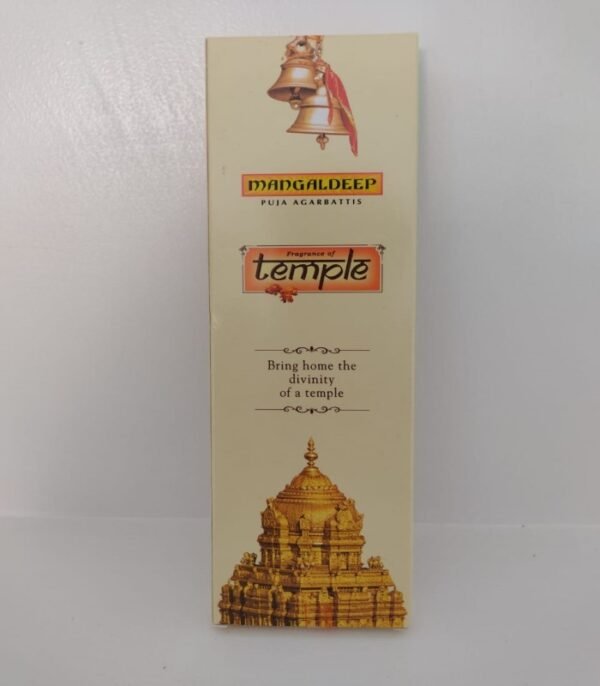 MANGALDEEP
PUJA AGARBATTIS
Fragrance of
temple
Bring home the
divinity
of a temple